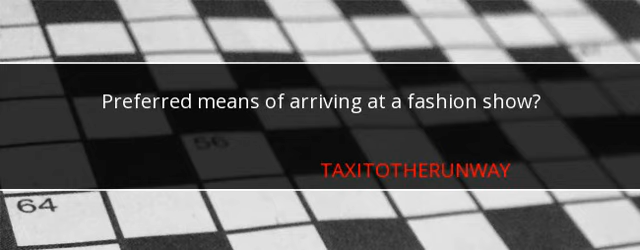 Preferred means of arriving at a fashion show?
56
TAXITOTHERUNWAY
64